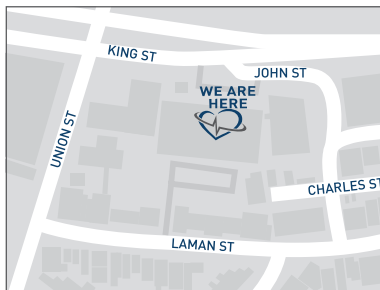 KING ST
JOHN ST
WE ARE
HERE
UNION ST
CHARLES ST
LAMAN ST